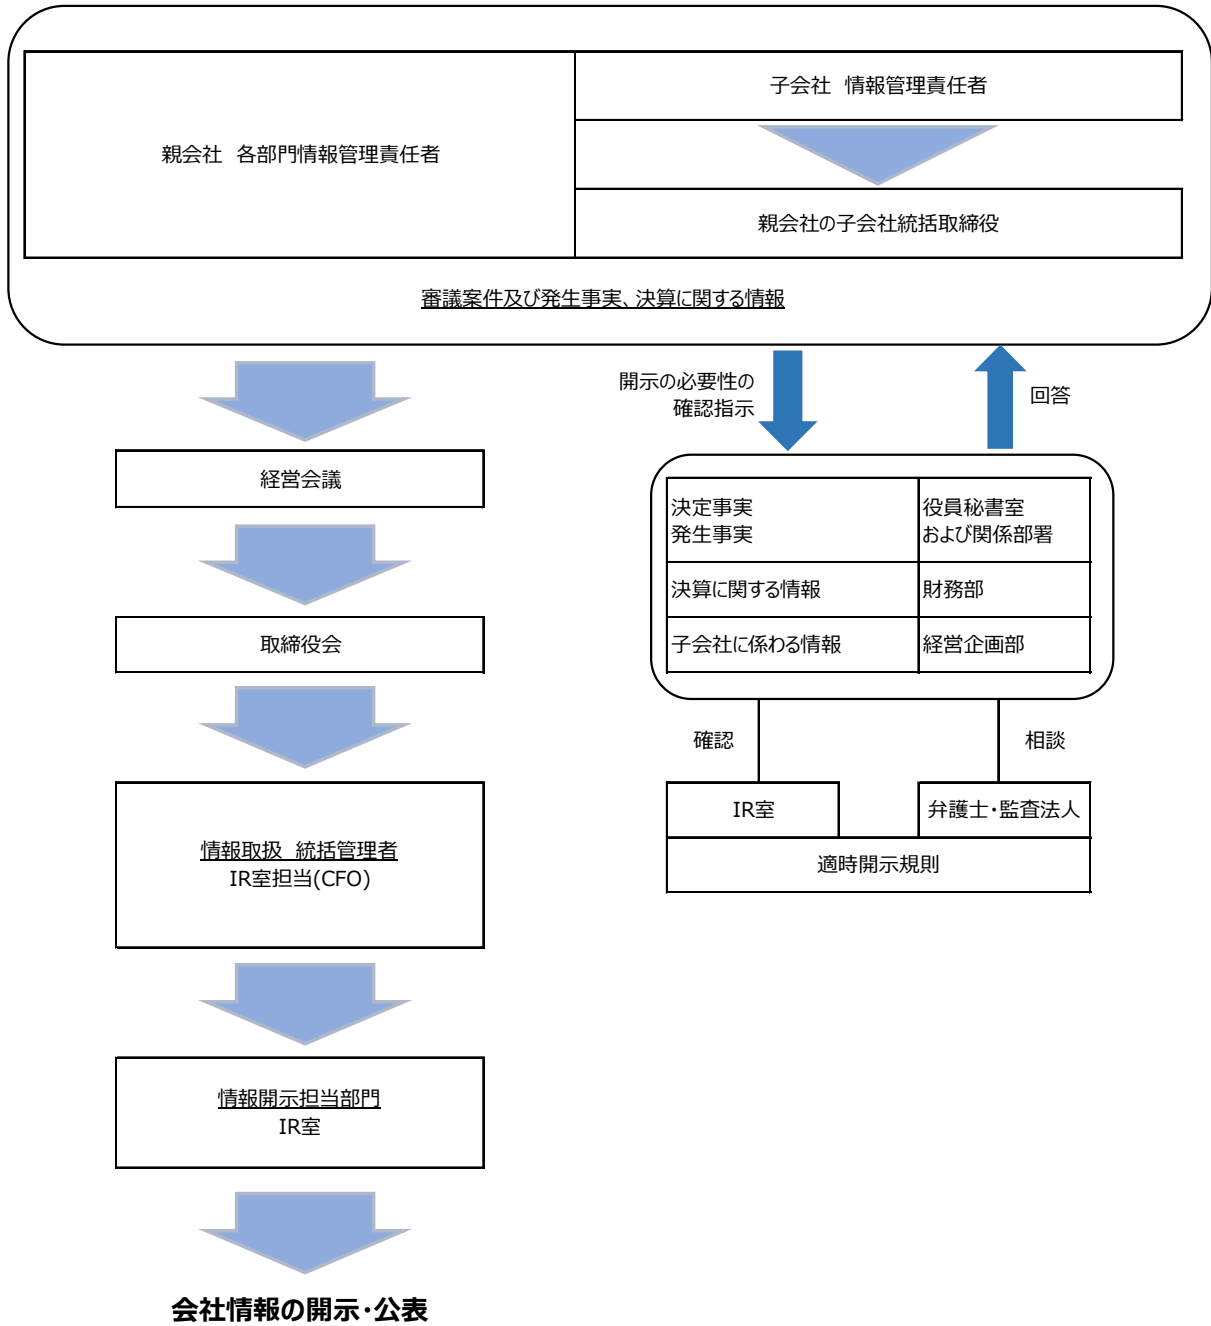 子会社 情報管理責任者
親会社 各部門情報管理責任者
親会社の子会社統括取締役
審議案件及び発生事実、決算に関する情報
開示の必要性の
確認指示
回答
経営会議
決定事実
発生事実
役員秘書室
および関係部署
決算に関する情報
財務部
子会社に係わる情報
経営企画部
取締役会
確認
相談
IR室
弁護士・監査法人
適時開示規則
情報取扱 統括管理者
IR室担当(CFO)
情報開示担当部門
IR室
会社情報の開示・公表